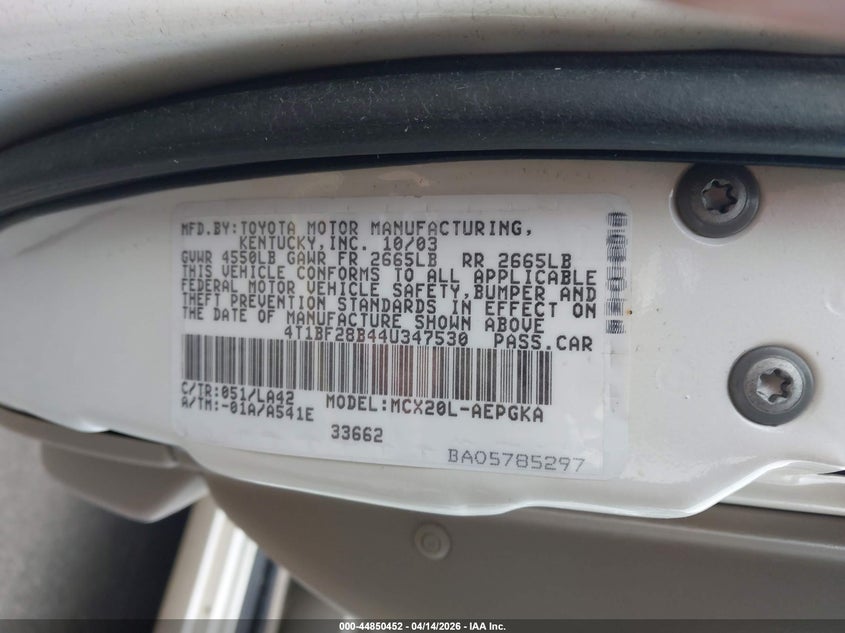 MFD.BY:TOYOTA MOTOR MANUFACTURING,
KENTUCKY,INC. 10/03
GVWR 4550LB GAWR FR 2665LB RR 2665LB
THIS VEHICLE CONFORMS TO ALL APPLICABLE
FEDERAL MOTOR VEHICLE SAFETY,BUMPER AND
THEFT PREVENTION STANDARDS IN EFFECT ON
THE DATE OF MANUFACTURE SHOWN ABOVE
4T1BF28B44U347530 PASS.CAR
C/TR:051/LA42
A/TM:-01A/A541E
MODEL:MCX20L-AEPGKA
33662
BA05785297
000-44850452 - 04/14/2026 - IAA Inc.